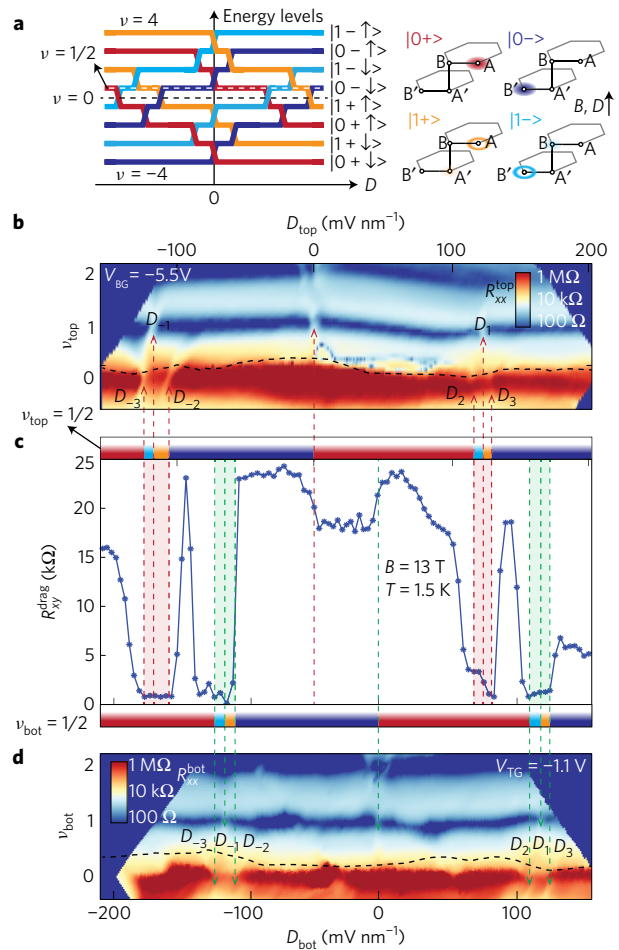 a
Energy levels
ν = 4
ν = 1/2
ν = 0
ν = −4
|1 − ↑⟩
|0 − ↑⟩
|1 − ↓⟩
|0 − ↓⟩
|1 + ↑⟩
|0 + ↑⟩
|1 + ↓⟩
|0 + ↓⟩
0
D
|0+>
|0−>
B
A
B′
A′
B
A
B′
A′
B, D
|1+>
|1−>
B
A
B′
A′
B
A
B′
A′
b
D_top (mV nm⁻¹)
−100
0
100
200
V_BG = −5.5V
R_xx^top
1 MΩ
10 kΩ
100 Ω
ν_top
2
1
0
D_−1
D_1
D_−3
D_−2
D_2
D_3
ν_top = 1/2
c
R_xy^drag (kΩ)
25
20
15
10
5
0
B = 13 T
T = 1.5 K
ν_bot = 1/2
d
1 MΩ
10 kΩ
100 Ω
R_xx^bot
V_TG = −1.1 V
ν_bot
2
1
0
D_−3
D_−1
D_−2
D_2
D_1
D_3
−200
−100
0
100
D_bot (mV nm⁻¹)